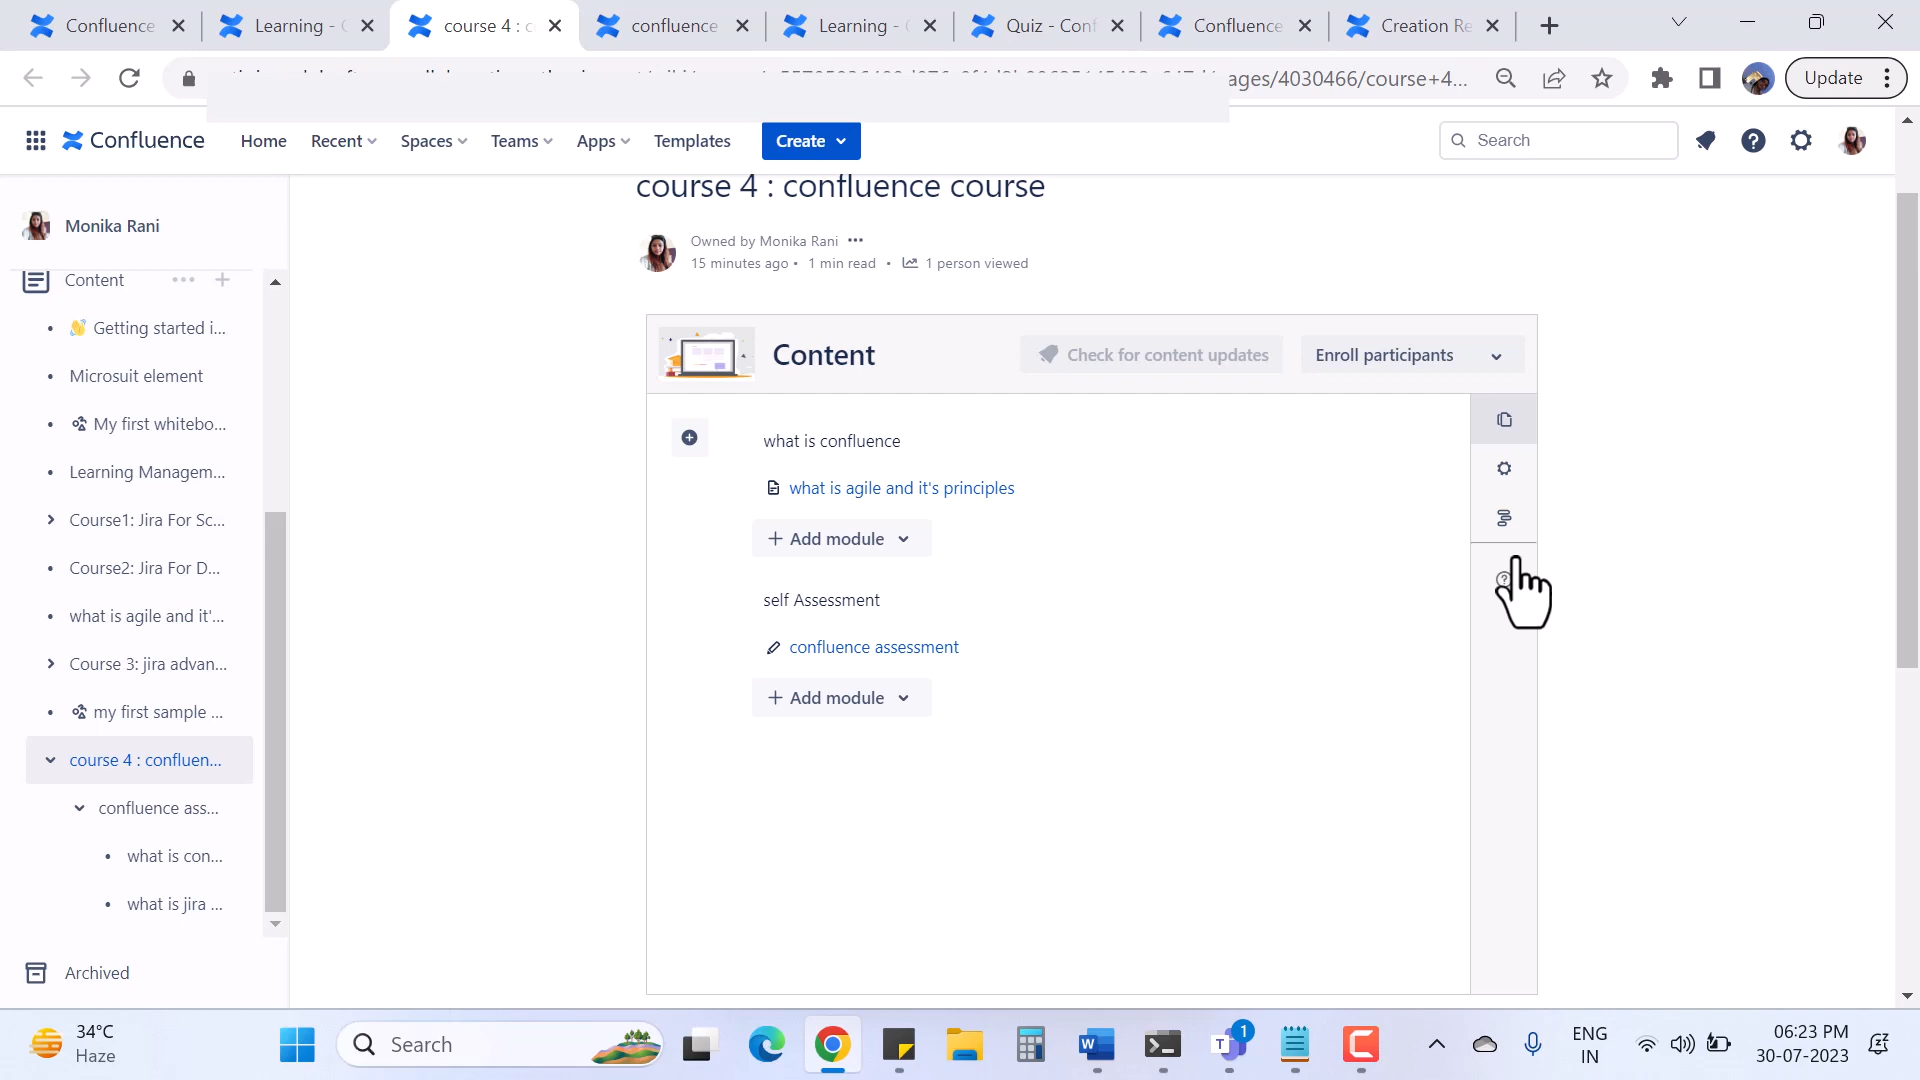 Confluence
Learning - C
course 4 : c
confluence
Learning - C
Quiz - Conf
Confluence
Creation Re
ages/4030466/course+4...
Update
Confluence
Home
Recent
Spaces
Teams
Apps
Templates
Create
Search
course 4 : confluence course
Monika Rani
Owned by Monika Rani •••
15 minutes ago • 1 min read • 1 person viewed
Content
Getting started i...
Microsuit element
My first whitebo...
Learning Managem...
Course1: Jira For Sc...
Course2: Jira For D...
what is agile and it'...
Course 3: jira advan...
my first sample ...
course 4 : confluen...
confluence ass...
what is con...
what is jira ...
Archived
Content
Check for content updates
Enroll participants
what is confluence
what is agile and it's principles
+ Add module
self Assessment
confluence assessment
+ Add module
34°C
Haze
Search
1
ENG
IN
06:23 PM
30-07-2023